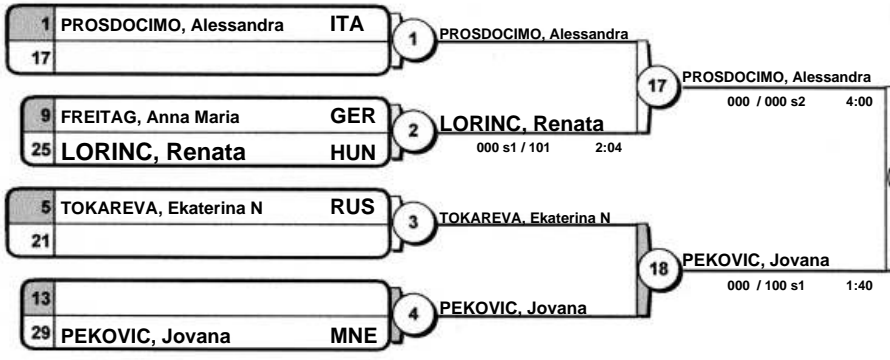 1 PROSDOCIMO, Alessandra ITA
17
1
PROSDOCIMO, Alessandra
9 FREITAG, Anna Maria GER
25 LORINC, Renata HUN
2
LORINC, Renata
000 s1 / 101 2:04
17
PROSDOCIMO, Alessandra
000 / 000 s2 4:00
5 TOKAREVA, Ekaterina N RUS
21
3
TOKAREVA, Ekaterina N
13
29 PEKOVIC, Jovana MNE
4
PEKOVIC, Jovana
18
PEKOVIC, Jovana
000 / 100 s1 1:40